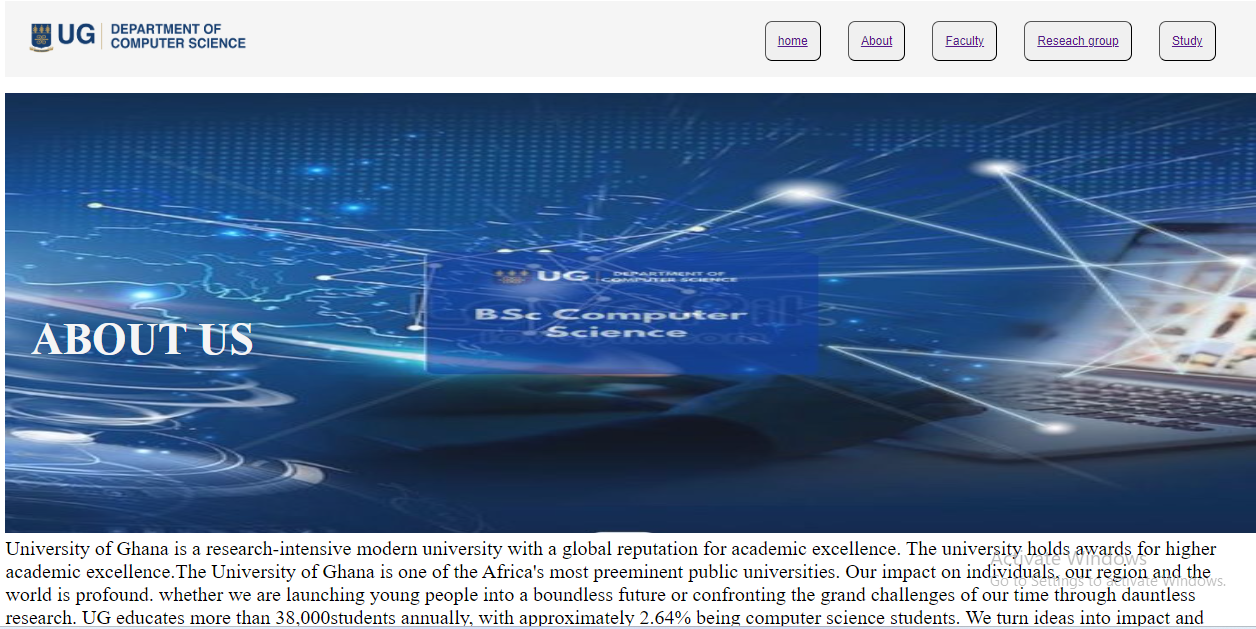 UG DEPARTMENT OF
COMPUTER SCIENCE
home About Faculty Reseach group Study
UG DEPARTMENT OF
COMPUTER SCIENCE
BSc Computer
Science
ABOUT US
University of Ghana is a research-intensive modern university with a global reputation for academic excellence. The university holds awards for higher
academic excellence.The University of Ghana is one of the Africa's most preeminent public universities. Our impact on individuals, our region and the
world is profound. whether we are launching young people into a boundless future or confronting the grand challenges of our time through dauntless
research. UG educates more than 38,000students annually, with approximately 2.64% being computer science students. We turn ideas into impact and
Activate Windows
Go to Settings to activate Windows.